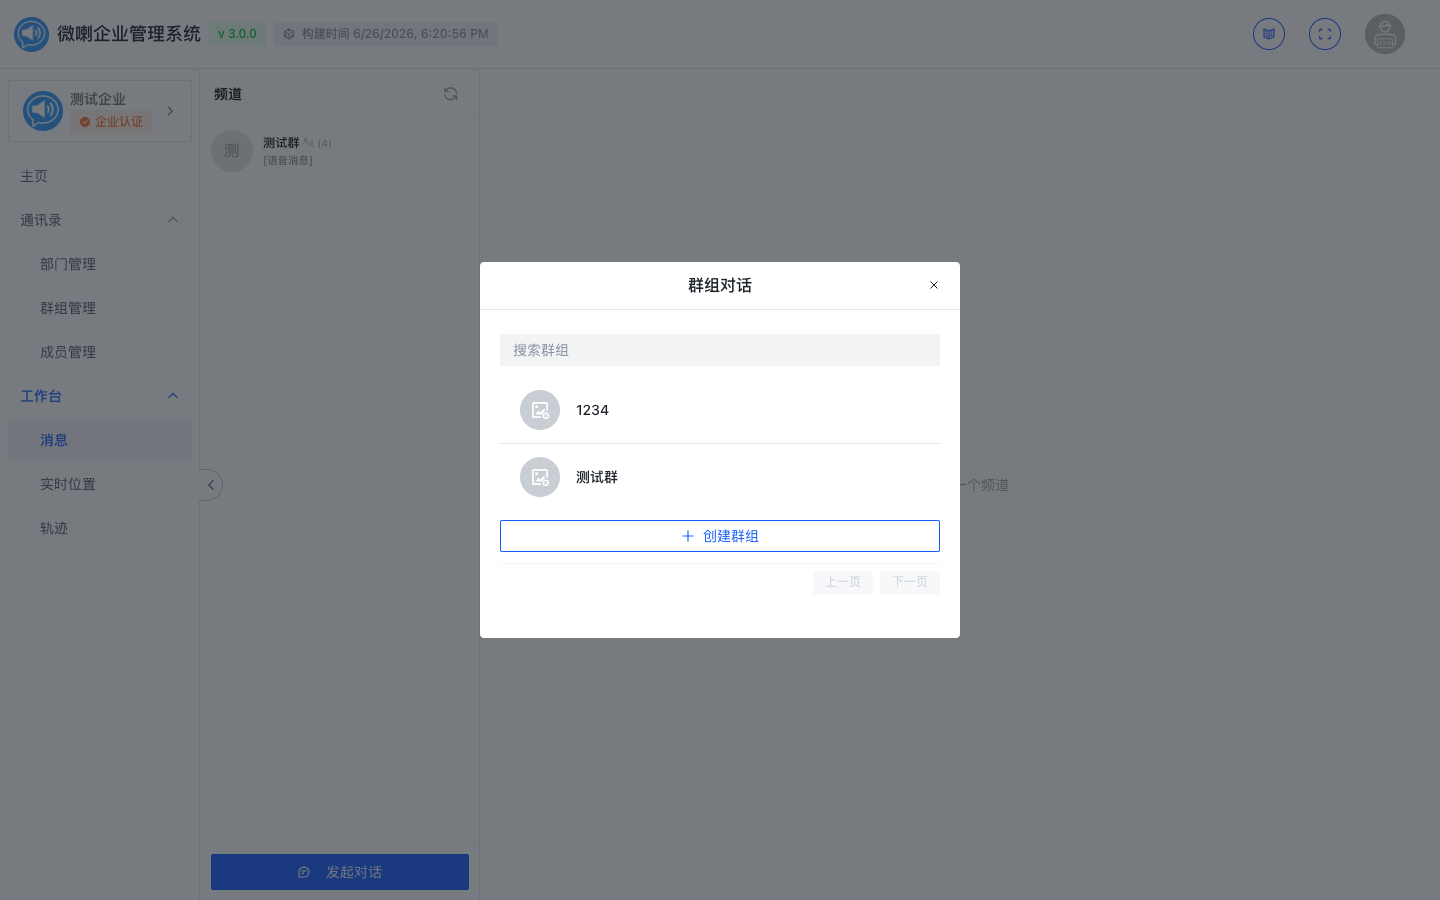 微喇企业管理系统
v 3.0.0
构建时间 6/26/2026, 6:20:56 PM
测试企业
企业认证
主页
通讯录
部门管理
群组管理
成员管理
工作台
消息
实时位置
轨迹
频道
测
测试群 (4)
[语音消息]
发起对话
一个频道
群组对话
搜索群组
1234
测试群
创建群组
上一页
下一页